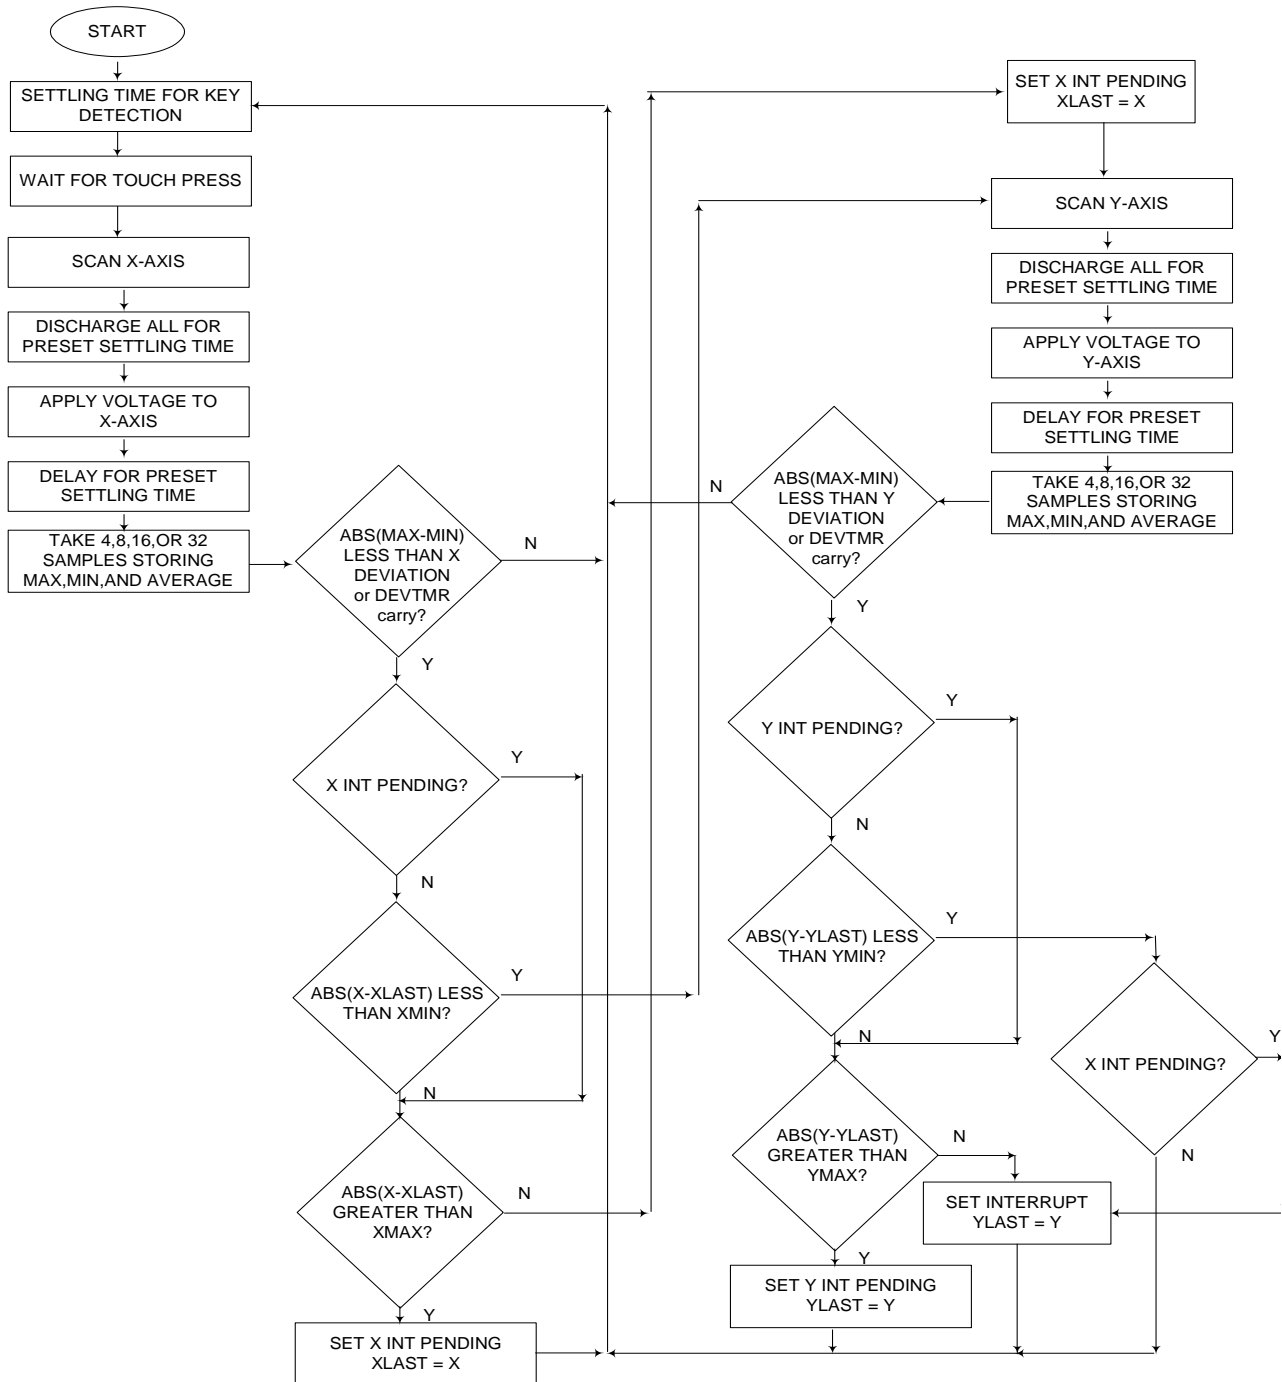 START
SETTLING TIME FOR KEY
DETECTION
WAIT FOR TOUCH PRESS
SCAN X-AXIS
DISCHARGE ALL FOR
PRESET SETTLING TIME
APPLY VOLTAGE TO
X-AXIS
DELAY FOR PRESET
SETTLING TIME
TAKE 4,8,16,OR 32
SAMPLES STORING
MAX,MIN,AND AVERAGE
ABS(MAX-MIN)
LESS THAN X
DEVIATION
or DEVTMR
carry?
N
Y
X INT PENDING?
Y
N
ABS(X-XLAST) LESS
THAN XMIN?
Y
N
ABS(X-XLAST)
GREATER THAN
XMAX?
N
Y
SET X INT PENDING
XLAST = X
SET X INT PENDING
XLAST = X
SCAN Y-AXIS
DISCHARGE ALL FOR
PRESET SETTLING TIME
APPLY VOLTAGE TO
Y-AXIS
DELAY FOR PRESET
SETTLING TIME
TAKE 4,8,16,OR 32
SAMPLES STORING
MAX,MIN,AND AVERAGE
ABS(MAX-MIN)
LESS THAN Y
DEVIATION
or DEVTMR
carry?
N
Y
Y INT PENDING?
Y
N
ABS(Y-YLAST) LESS
THAN YMIN?
Y
N
X INT PENDING?
Y
N
ABS(Y-YLAST)
GREATER THAN
YMAX?
N
Y
SET INTERRUPT
YLAST = Y
SET Y INT PENDING
YLAST = Y